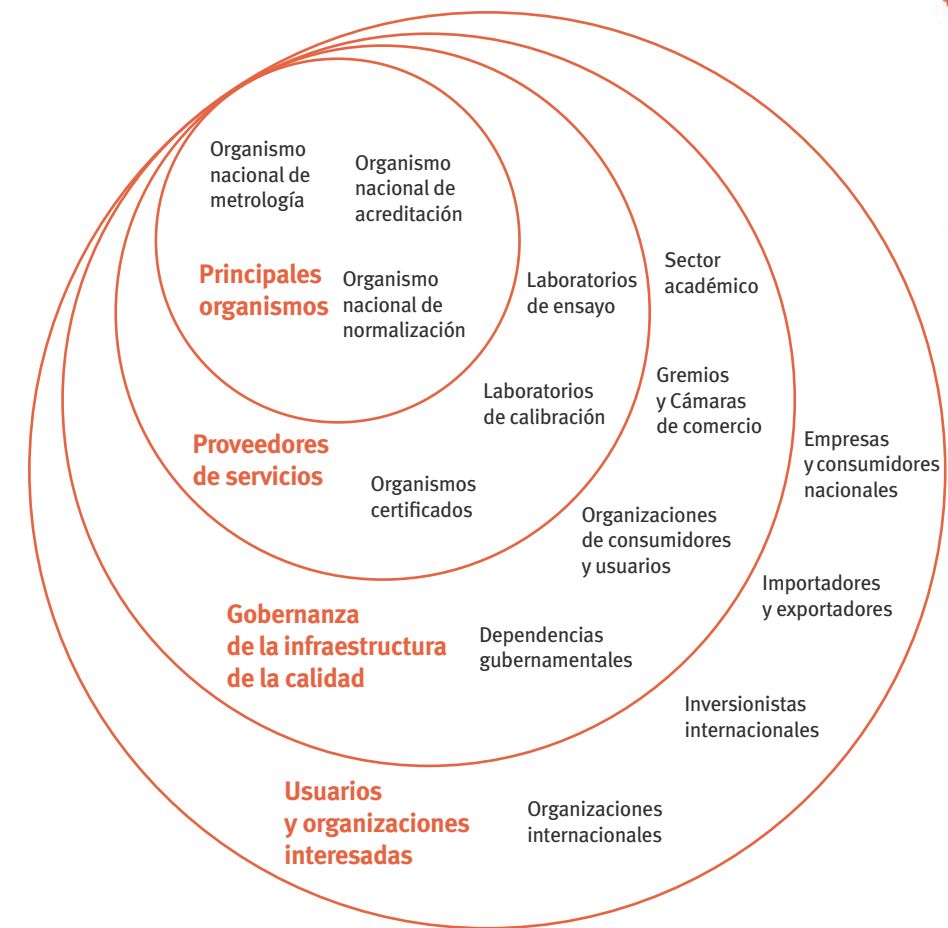 Organismo
nacional de
metrología
Organismo
nacional de
acreditación
Principales
organismos
Organismo
nacional de
normalización
Laboratorios
de ensayo
Sector
académico
Laboratorios
de calibración
Gremios
y Cámaras
de comercio
Proveedores
de servicios
Organismos
certificados
Empresas
y consumidores
nacionales
Organizaciones
de consumidores
y usuarios
Importadores
y exportadores
Gobernanza
de la infraestructura
de la calidad
Dependencias
gubernamentales
Inversionistas
internacionales
Usuarios
y organizaciones
interesadas
Organizaciones
internacionales